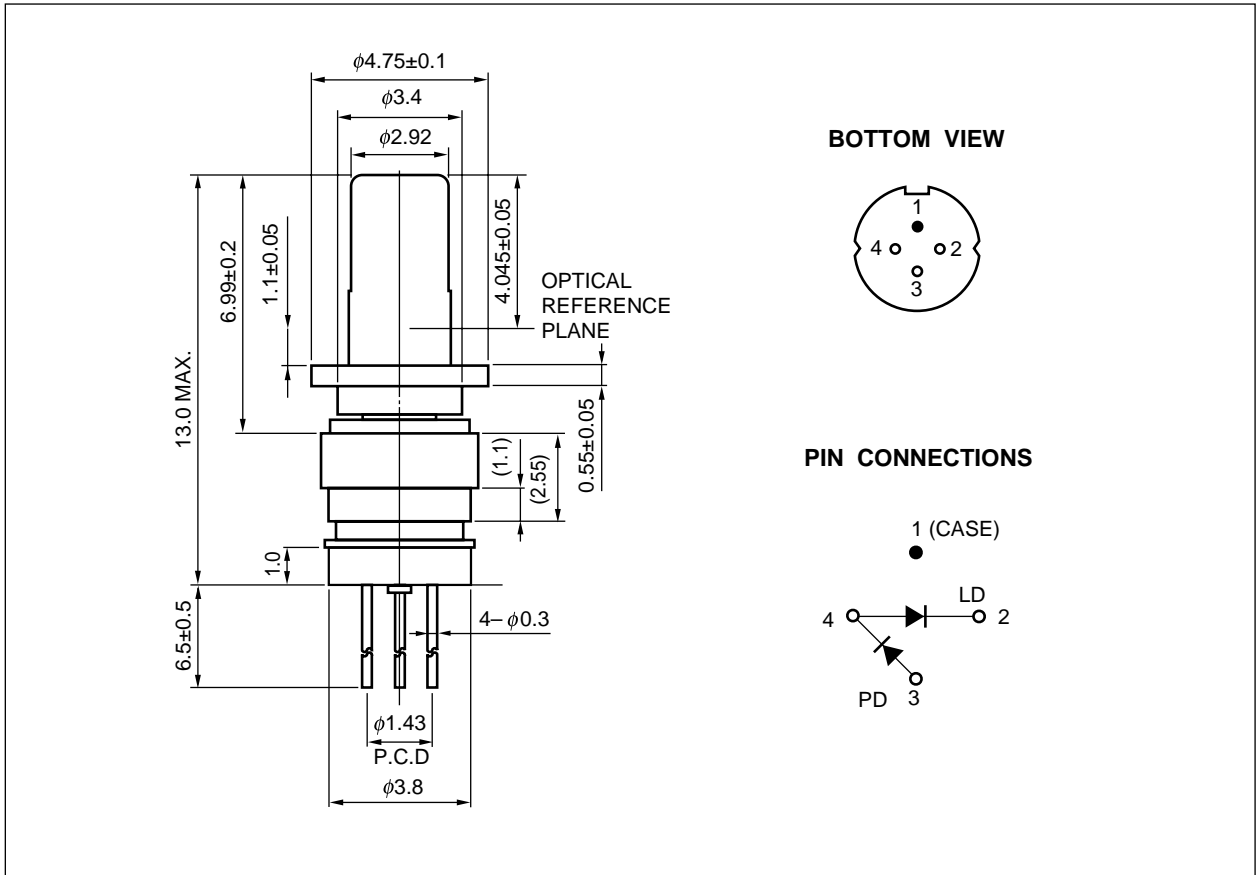 ϕ4.75±0.1
ϕ3.4
ϕ2.92
13.0 MAX.
6.99±0.2
1.1±0.05
4.045±0.05
OPTICAL
REFERENCE
PLANE
0.55±0.05
(1.1)
(2.55)
1.0
6.5±0.5
4–ϕ0.3
ϕ1.43
P.C.D
ϕ3.8
BOTTOM VIEW
1
4
2
3
PIN CONNECTIONS
1 (CASE)
LD
4
2
PD
3